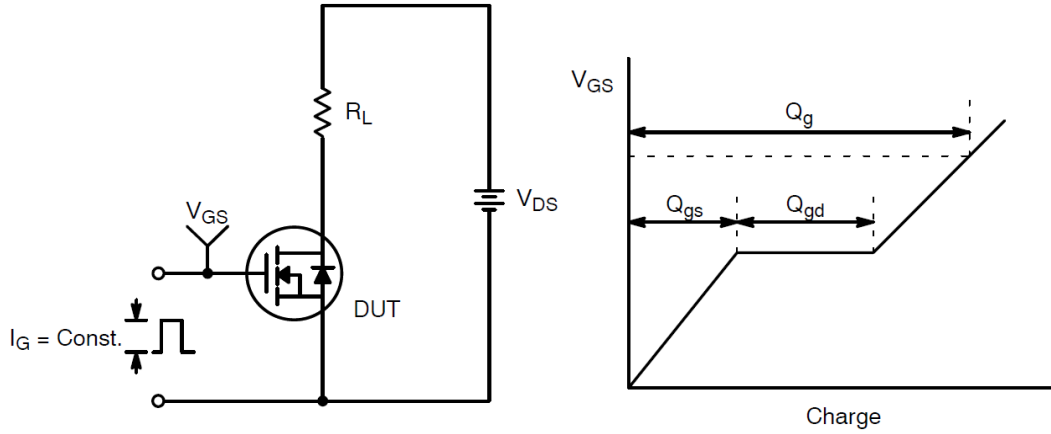 R_L
V_DS
V_GS
DUT
I_G = Const.
V_GS
Q_g
Q_gs
Q_gd
Charge